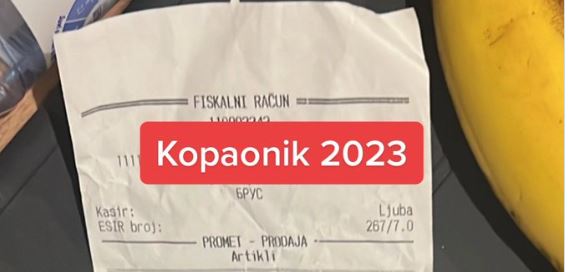 FISKALNI RAČUN
Kopaonik 2023
БРУС
Kasir: Ljuba
ESIR broj: 267/7.0
PROMET - PRODAJA
Artikli